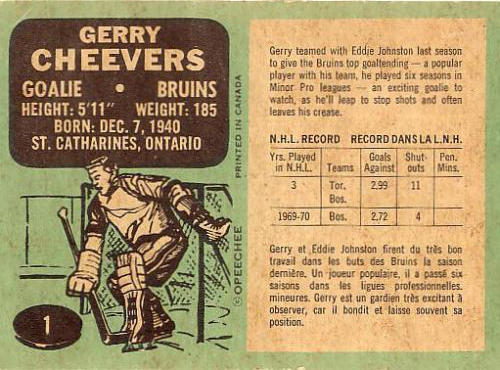 GERRY
CHEEVERS
GOALIE • BRUINS
HEIGHT: 5'11" WEIGHT: 185
BORN: DEC. 7, 1940
ST. CATHARINES, ONTARIO
©OPEECHEE PRINTED IN CANADA
1
Gerry teamed with Eddie Johnston last season
to give the Bruins top goaltending — a popular
player with his team, he played six seasons in
Minor Pro leagues — an exciting goalie to
watch, as he'll leap to stop shots and often
leaves his crease.
N.H.L. RECORD RECORD DANS LA L.N.H.
Yrs. Played in N.H.L. Teams Goals Against Shut-outs Pen. Mins.
3 Tor. Bos. 2.99 11
1969-70 Bos. 2.72 4
Gerry et Eddie Johnston firent du très bon
travail dans les buts des Bruins la saison
dernière. Un joueur populaire, il a passé six
saisons dans les ligues professionnelles.
mineures. Gerry est un gardien très excitant à
observer, car il bondit et laisse souvent sa
position.